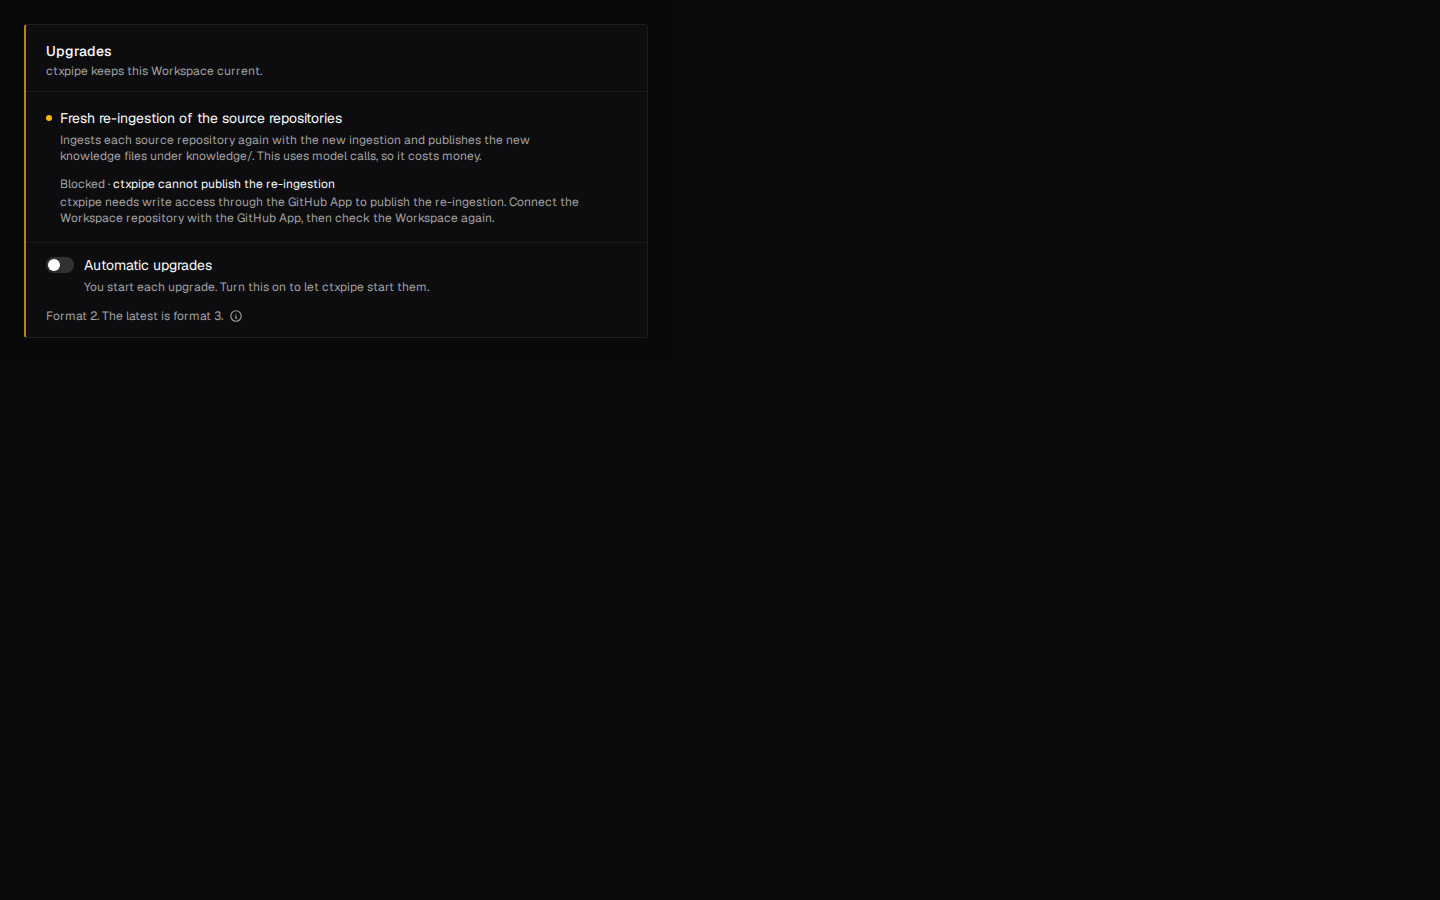 Upgrades
ctxpipe keeps this Workspace current.
Fresh re-ingestion of the source repositories
Ingests each source repository again with the new ingestion and publishes the new
knowledge files under knowledge/. This uses model calls, so it costs money.
Blocked · ctxpipe cannot publish the re-ingestion
ctxpipe needs write access through the GitHub App to publish the re-ingestion. Connect the
Workspace repository with the GitHub App, then check the Workspace again.
Automatic upgrades
You start each upgrade. Turn this on to let ctxpipe start them.
Format 2. The latest is format 3.